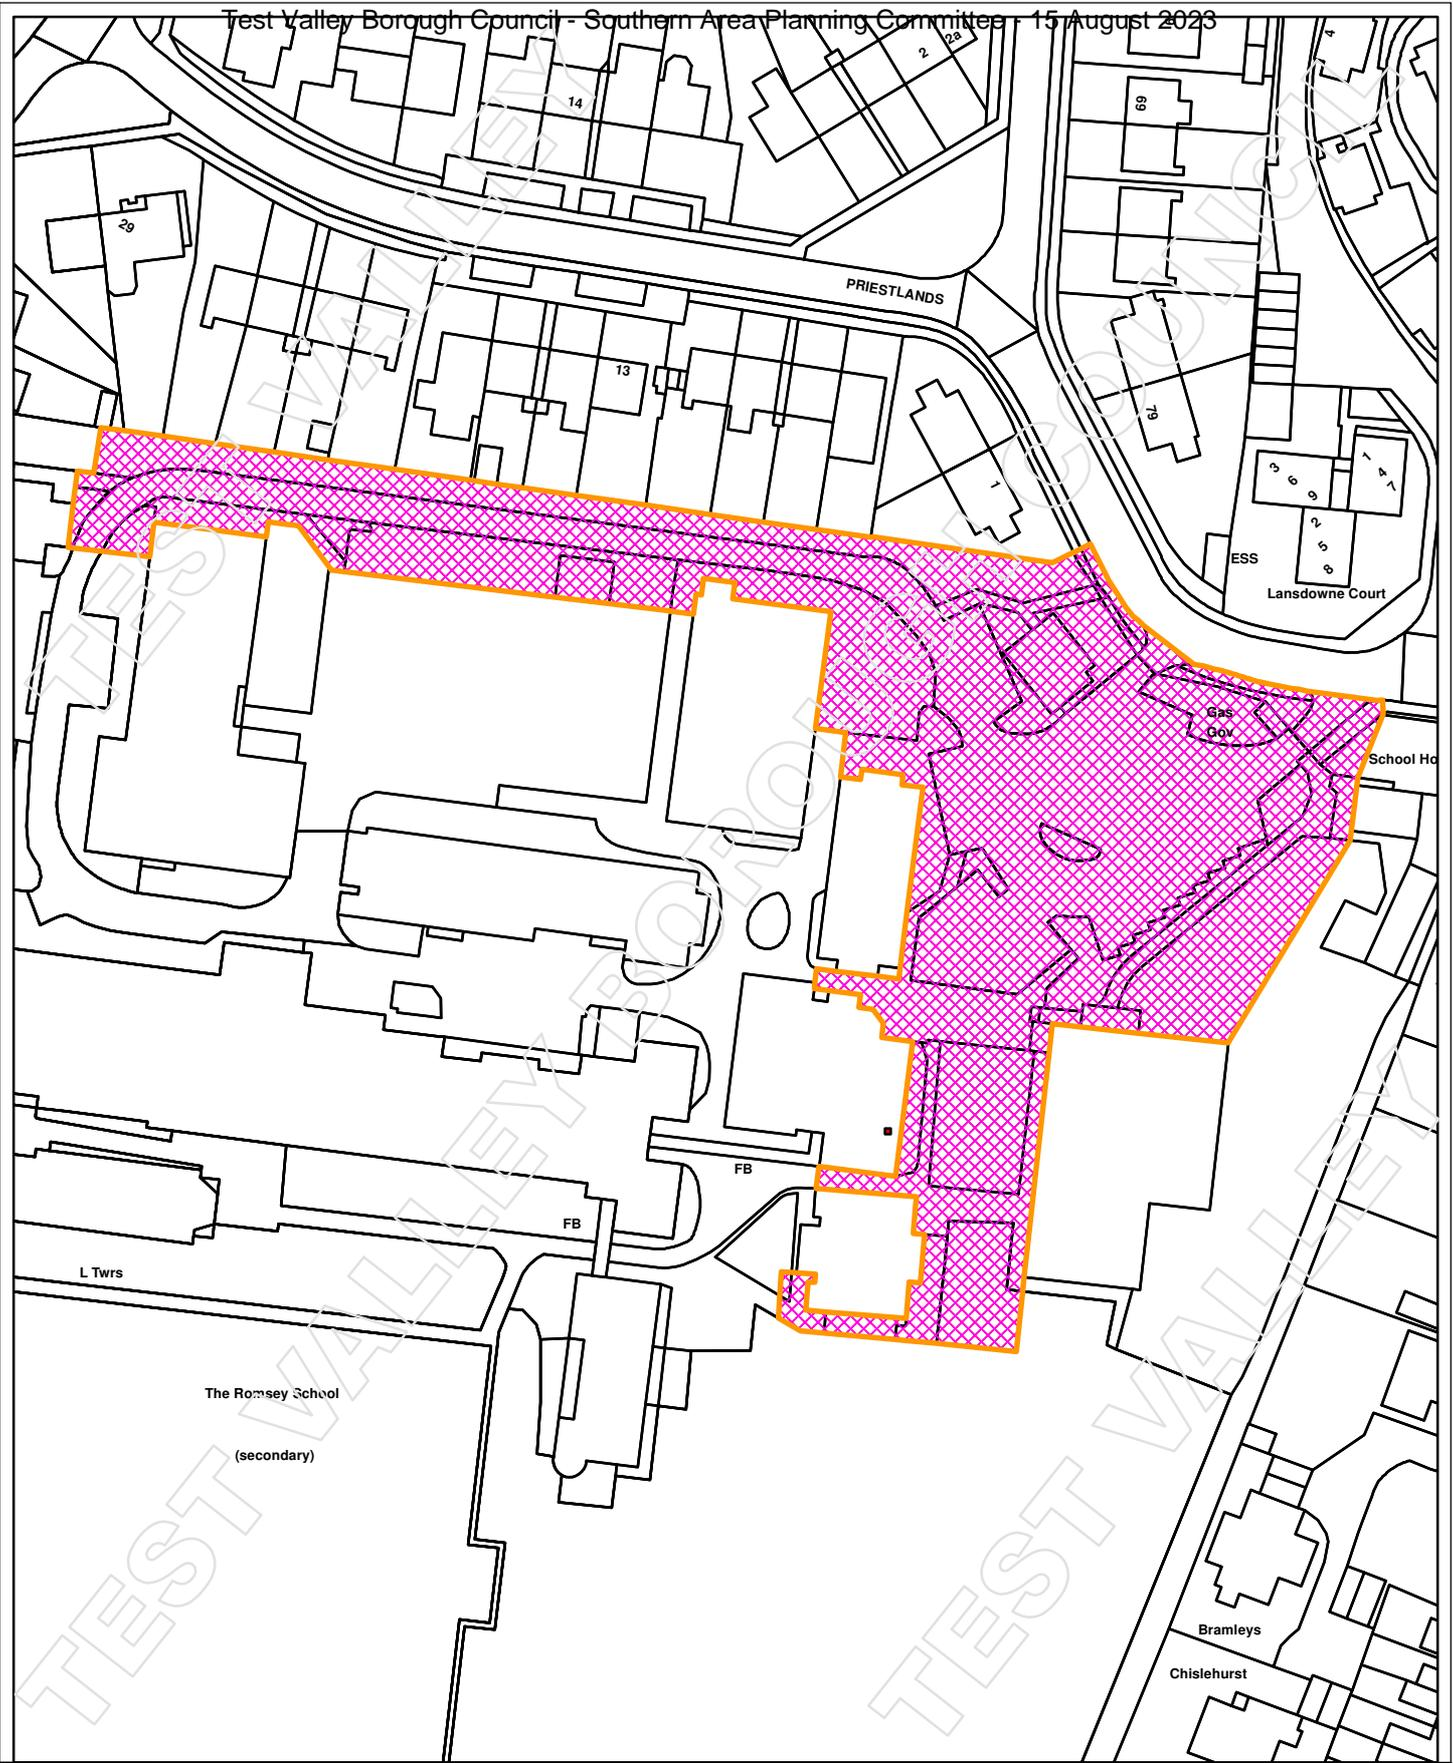 Test Valley Borough Council - Southern Area Planning Committee - 15 August 2023
2
2a
4
14
69
29
PRIESTLANDS
13
79
1
3
6
9
1
4
7
2
5
8
ESS
Lansdowne Court
Gas
Gov
School Ho
FB
FB
L Twrs
The Romsey School
(secondary)
Bramleys
Chislehurst
TEST VALLEY BOROUGH COUNCIL
TEST VALLEY
TEST VALLEY